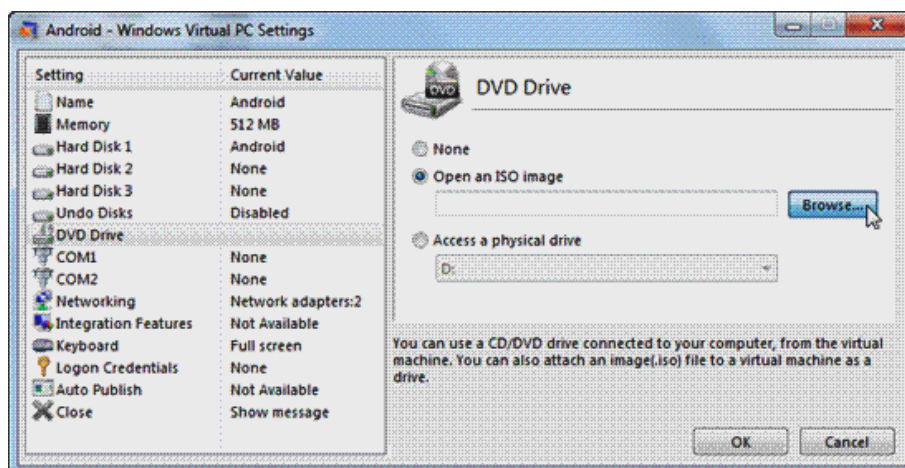 Android - Windows Virtual PC Settings
Setting Current Value
Name Android
Memory 512 MB
Hard Disk 1 Android
Hard Disk 2 None
Hard Disk 3 None
Undo Disks Disabled
DVD Drive
COM1 None
COM2 None
Networking Network adapters:2
Integration Features Not Available
Keyboard Full screen
Logon Credentials None
Auto Publish Not Available
Close Show message
DVD
DVD Drive
None
Open an ISO image
Browse...
Access a physical drive
D:
You can use a CD/DVD drive connected to your computer, from the virtual
machine. You can also attach an image(.iso) file to a virtual machine as a
drive.
OK Cancel